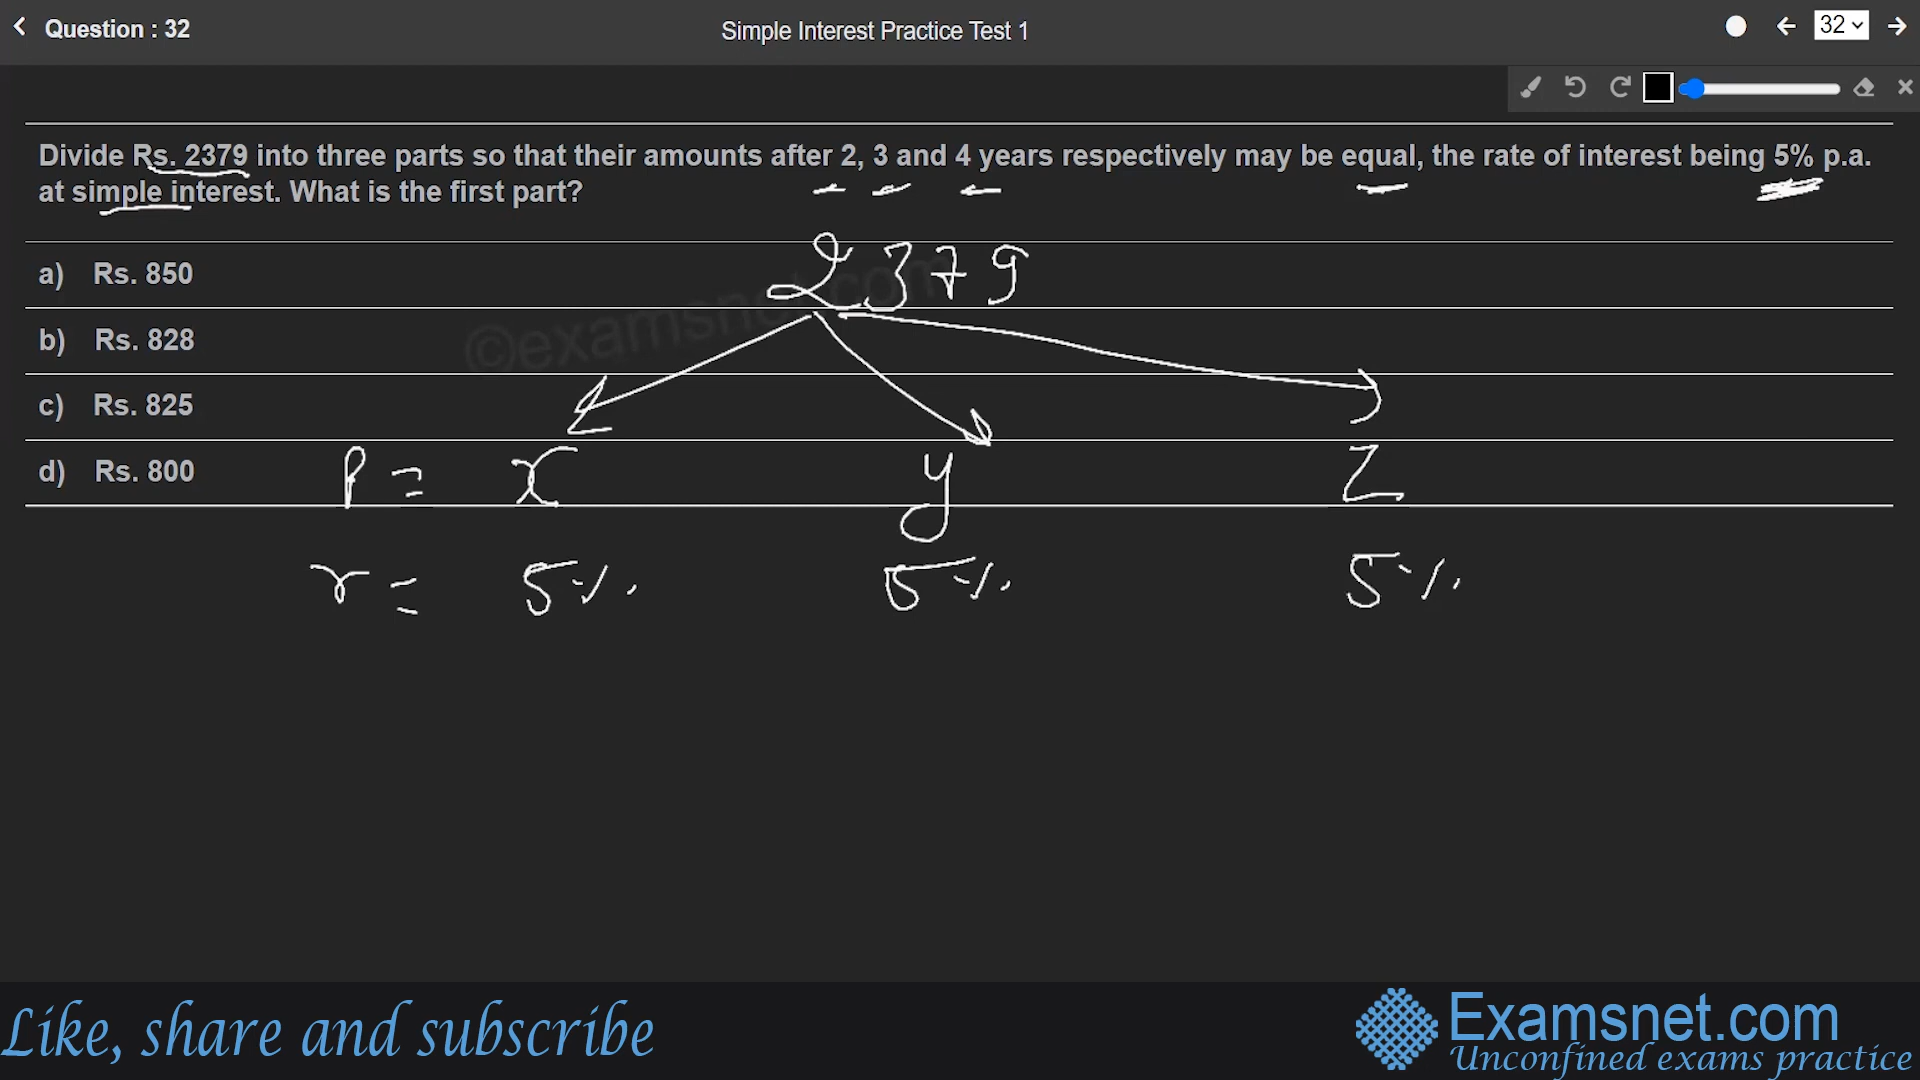 Question : 32
Simple Interest Practice Test 1
32
Divide Rs. 2379 into three parts so that their amounts after 2, 3 and 4 years respectively may be equal, the rate of interest being 5% p.a.
at simple interest. What is the first part?
2379
a) Rs. 850
©examsnet.com
b) Rs. 828
c) Rs. 825
d) Rs. 800
P = x y z
r = 5% 5% 5%
Like, share and subscribe
Examsnet.com
Unconfined exams practice